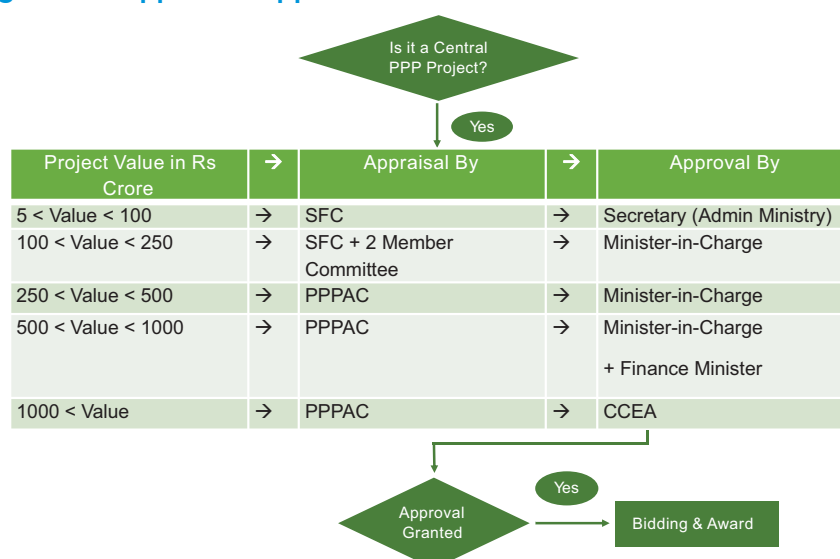 Is it a Central
PPP Project?
Yes
Project Value in Rs Crore → Appraisal By → Approval By
5 < Value < 100 → SFC → Secretary (Admin Ministry)
100 < Value < 250 → SFC + 2 Member Committee → Minister-in-Charge
250 < Value < 500 → PPPAC → Minister-in-Charge
500 < Value < 1000 → PPPAC → Minister-in-Charge
+ Finance Minister
1000 < Value → PPPAC → CCEA
Yes
Approval
Granted
Bidding & Award